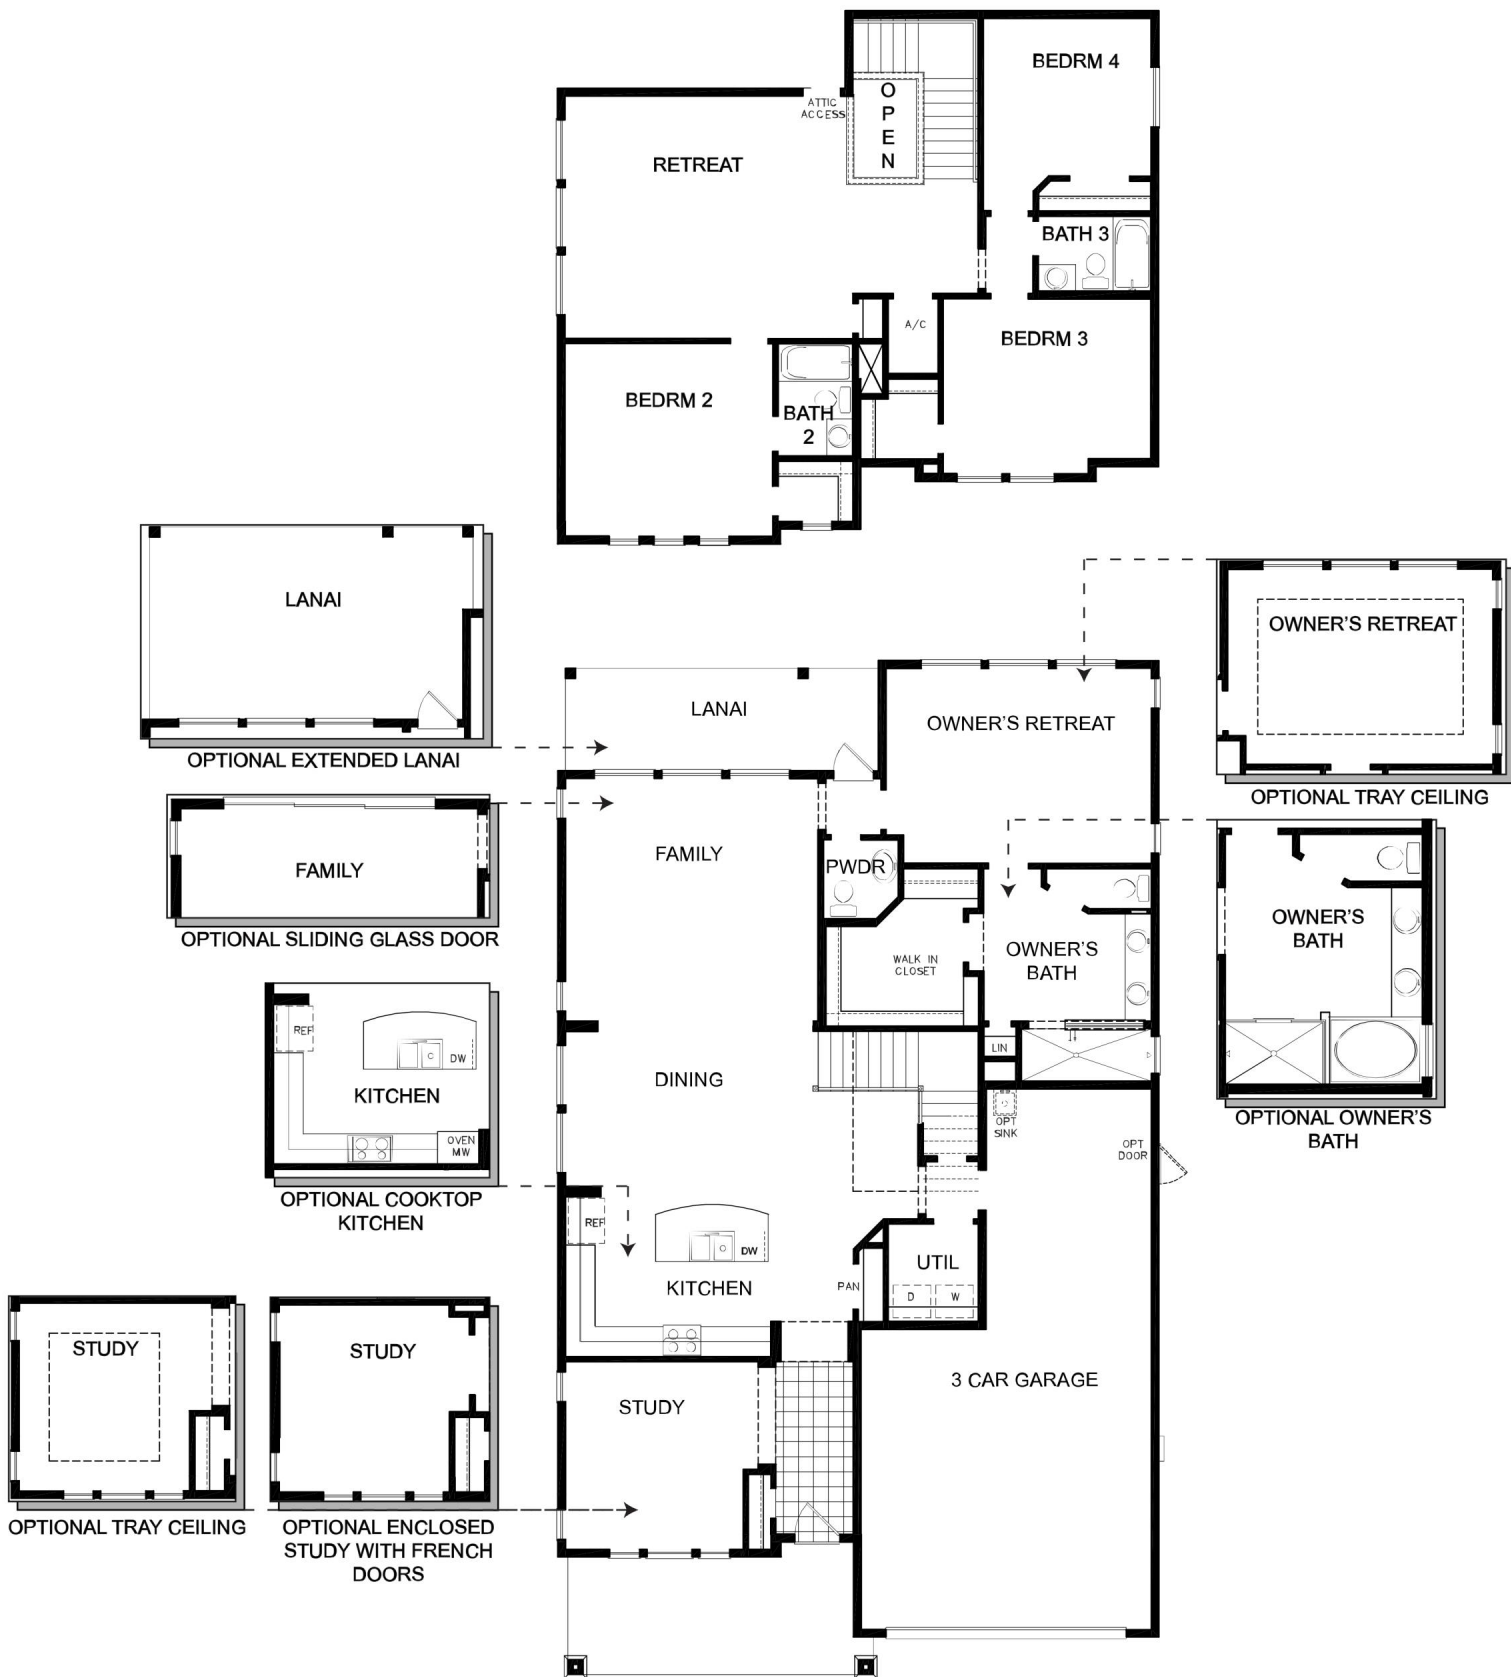 BEDRM 4
ATTIC
ACCESS
O
P
E
N
RETREAT
BATH 3
A/C
BEDRM 3
BEDRM 2
BATH
2
LANAI
OPTIONAL EXTENDED LANAI
OWNER'S RETREAT
OPTIONAL TRAY CEILING
LANAI
OWNER'S RETREAT
FAMILY
OPTIONAL SLIDING GLASS DOOR
FAMILY
PWDR
WALK IN
CLOSET
OWNER'S
BATH
OWNER'S
BATH
OPTIONAL OWNER'S
BATH
REF
DW
KITCHEN
OVEN
MW
OPTIONAL COOKTOP
KITCHEN
DINING
LIN
OPT
SINK
OPT
DOOR
REF
DW
KITCHEN
PAN
UTIL
D
W
STUDY
OPTIONAL TRAY CEILING
STUDY
OPTIONAL ENCLOSED
STUDY WITH FRENCH
DOORS
STUDY
3 CAR GARAGE